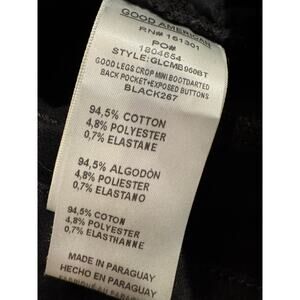 GOOD AMERICAN
RN# 161301
PO#
1804654
STYLE:GLCMB960BT
GOOD LEGS CROP MINI BOOTDARTED
BACK POCKET+EXPOSED BUTTONS
BLACK267
94,5% COTTON
4,8% POLYESTER
0,7% ELASTANE
94,5% ALGODÓN
4,8% POLIESTER
0,7% ELASTANO
94,5% COTON
4,8% POLYESTER
0,7% ELASTHANNE
MADE IN PARAGUAY
HECHO EN PARAGUAY